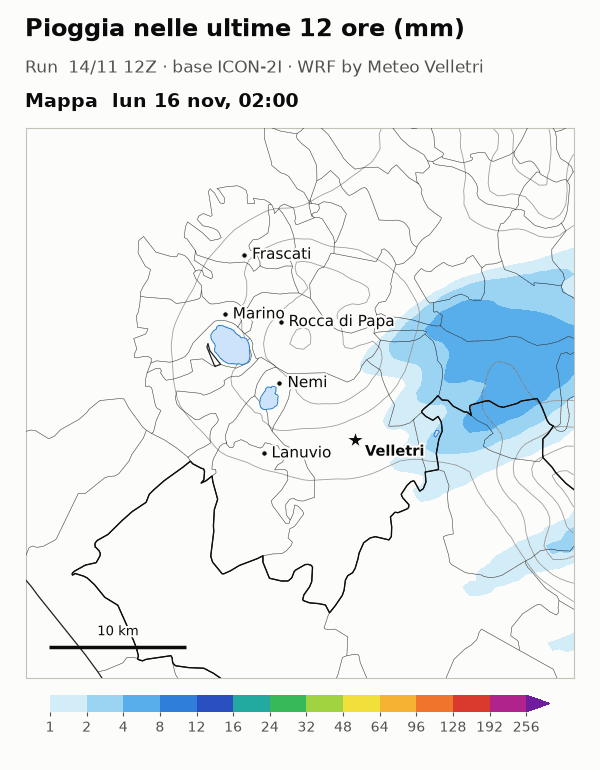 Pioggia nelle ultime 12 ore (mm)
Run 14/11 12Z · base ICON-2I · WRF by Meteo Velletri
Mappa lun 16 nov, 02:00
Frascati
Marino
Rocca di Papa
Nemi
Velletri
Lanuvio
10 km
1 2 4 8 12 16 24 32 48 64 96 128 192 256